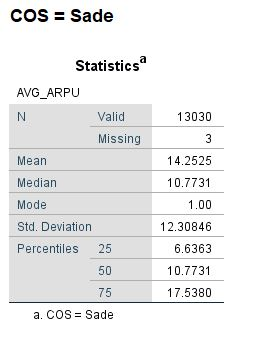 COS = Sade
Statistics^a
AVG_ARPU
N Valid 13030
Missing 3
Mean 14.2525
Median 10.7731
Mode 1.00
Std. Deviation 12.30846
Percentiles 25 6.6363
50 10.7731
75 17.5380
a. COS = Sade